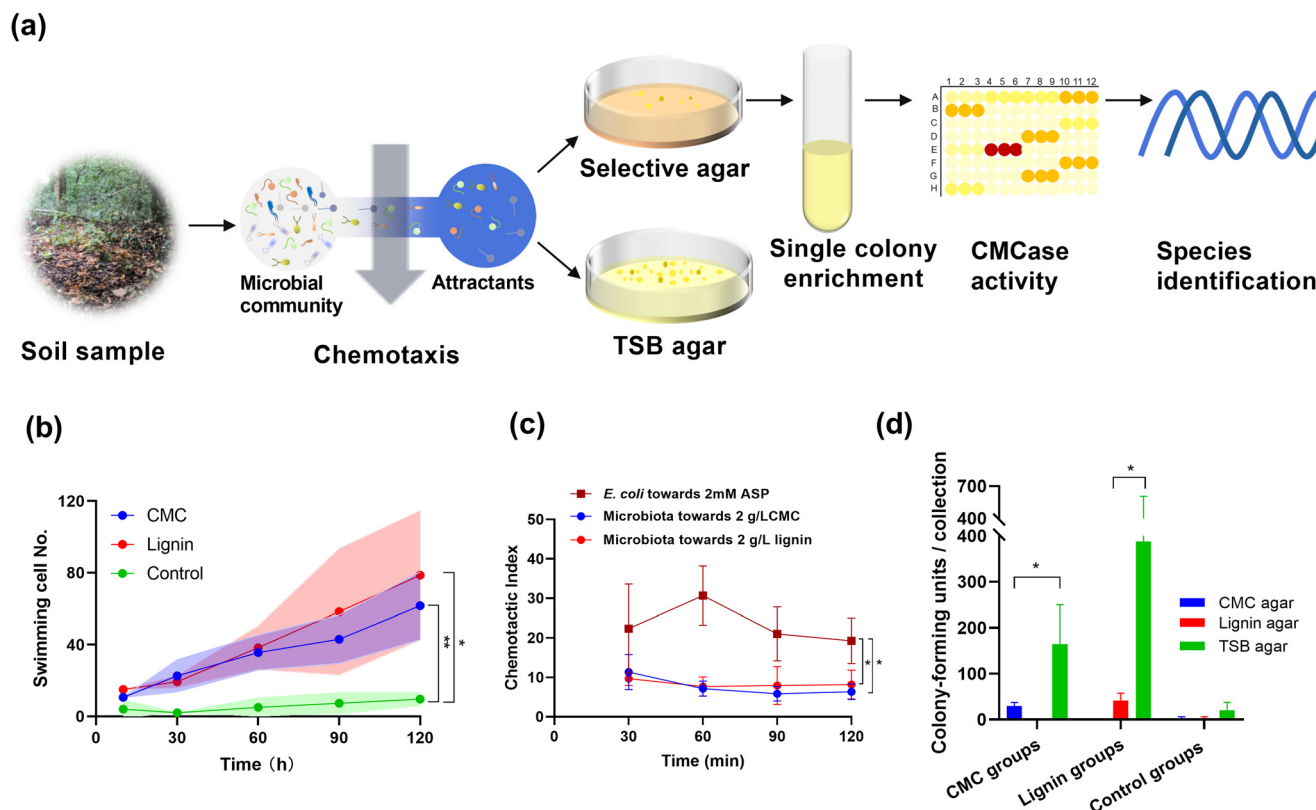 (a)
Soil sample
Microbial
community
Chemotaxis
Attractants
Selective agar
TSB agar
Single colony
enrichment
1 2 3 4 5 6 7 8 9 10 11 12
A
B
C
D
E
F
G
H
CMCase
activity
Species
identification
(b)
Swimming cell No.
120
80
40
0
CMC
Lignin
Control
**
*
0 30 60 90 120
Time (h)
(c)
Chemotactic Index
50
40
30
20
10
0
E. coli towards 2mM ASP
Microbiota towards 2 g/LCMC
Microbiota towards 2 g/L lignin
* *
0 30 60 90 120
Time (min)
(d)
Colony-forming units / collection
700
400
400
300
200
100
0
*
*
CMC agar
Lignin agar
TSB agar
CMC groups
Lignin groups
Control groups